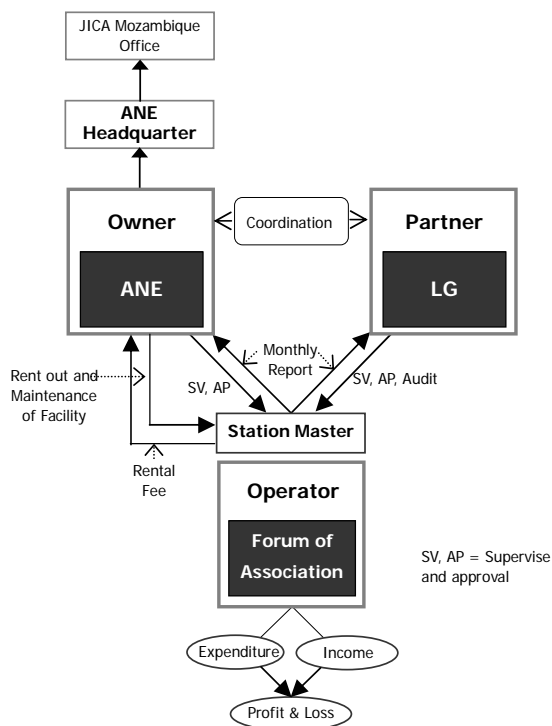 JICA Mozambique
Office
ANE
Headquarter
Owner
ANE
Coordination
Partner
LG
Rent out and
Maintenance
of Facility
SV, AP
Monthly
Report
SV, AP, Audit
Station Master
Rental
Fee
Operator
Forum of
Association
SV, AP = Supervise
and approval
Expenditure
Income
Profit & Loss